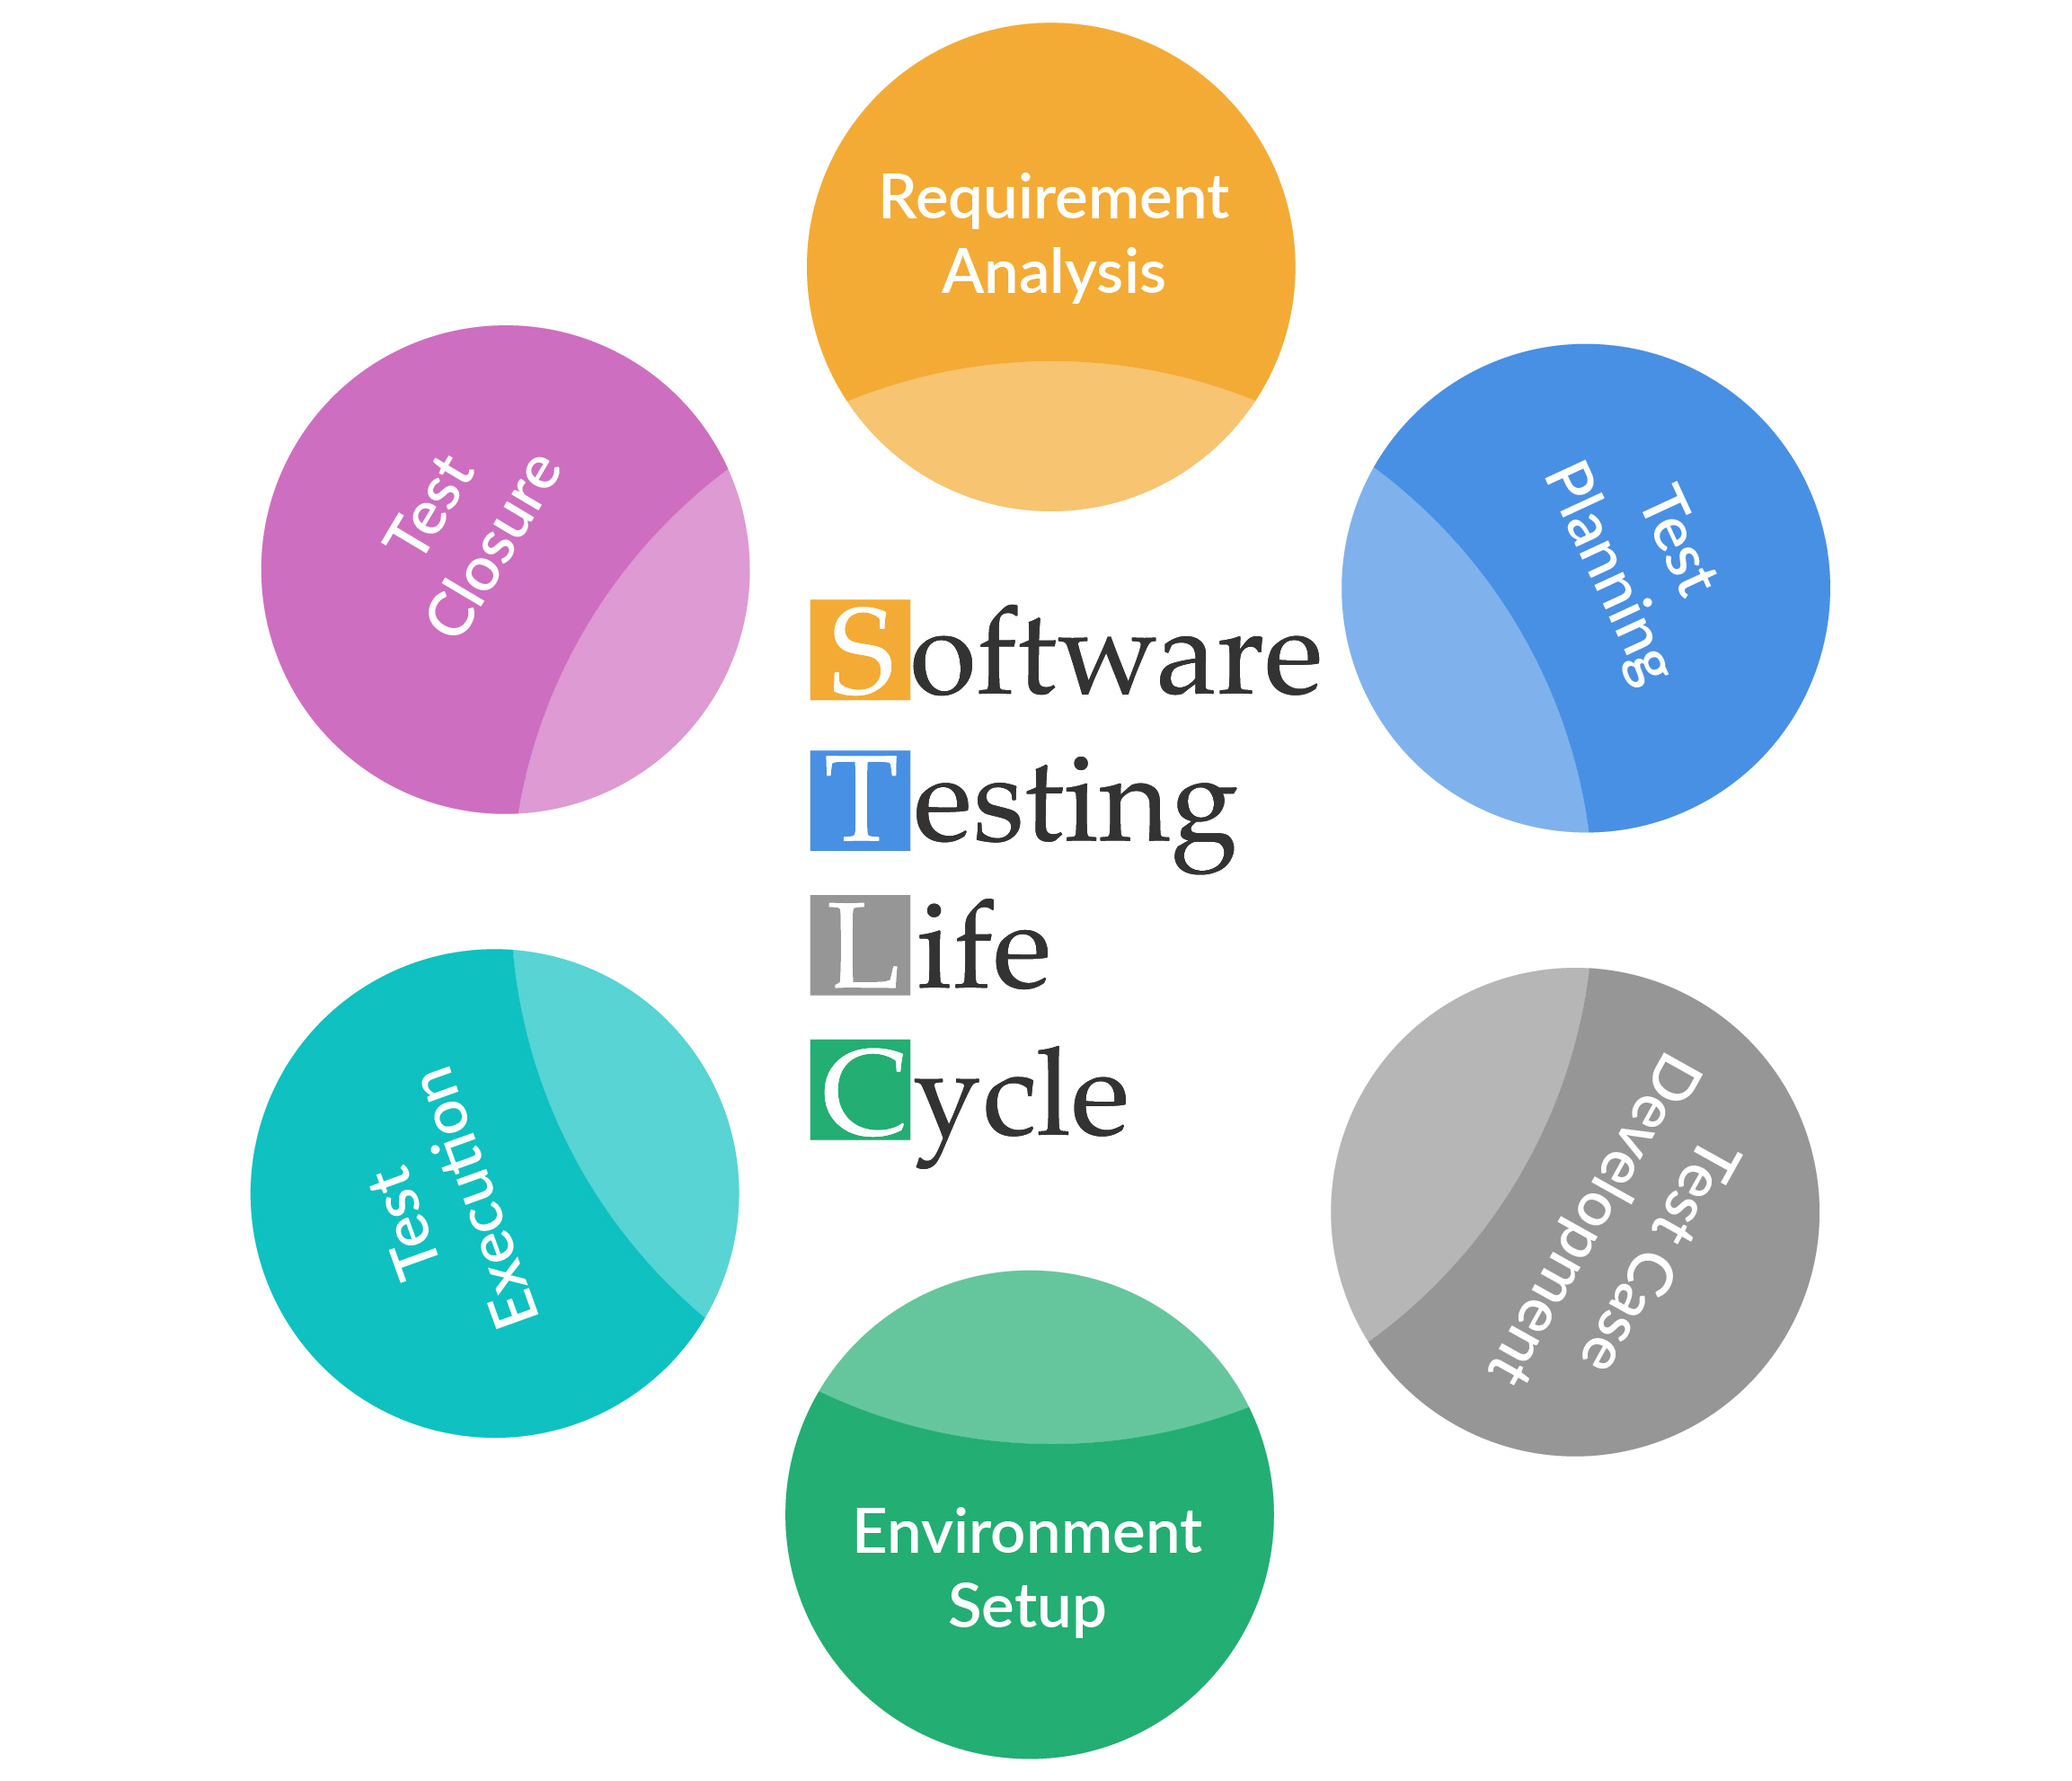 Requirement
Analysis
Test
Planning
Test Case
Development
Environment
Setup
Test
Execution
Test
Closure
Software
Testing
Life
Cycle